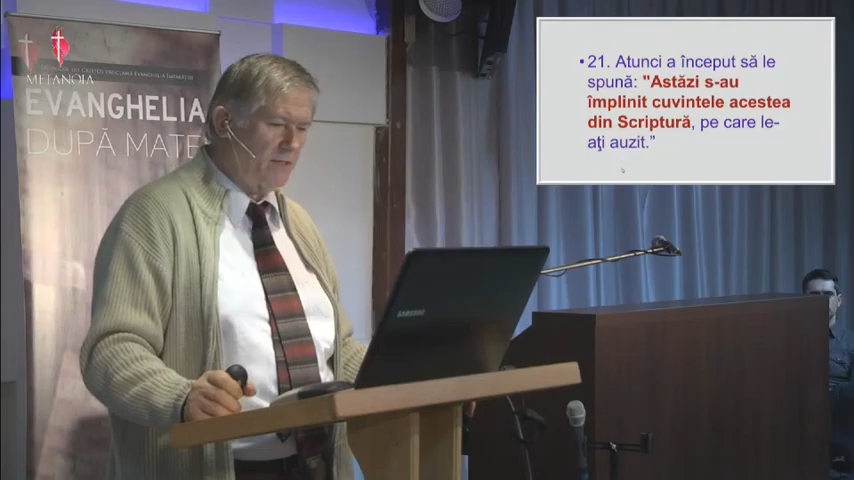 METANOIA
EVANGHELIA
DUPĂ MATE
• 21. Atunci a început să le
spună: "Astăzi s-au
împlinit cuvintele acestea
din Scriptură, pe care le-
aţi auzit."
SAMSUNG